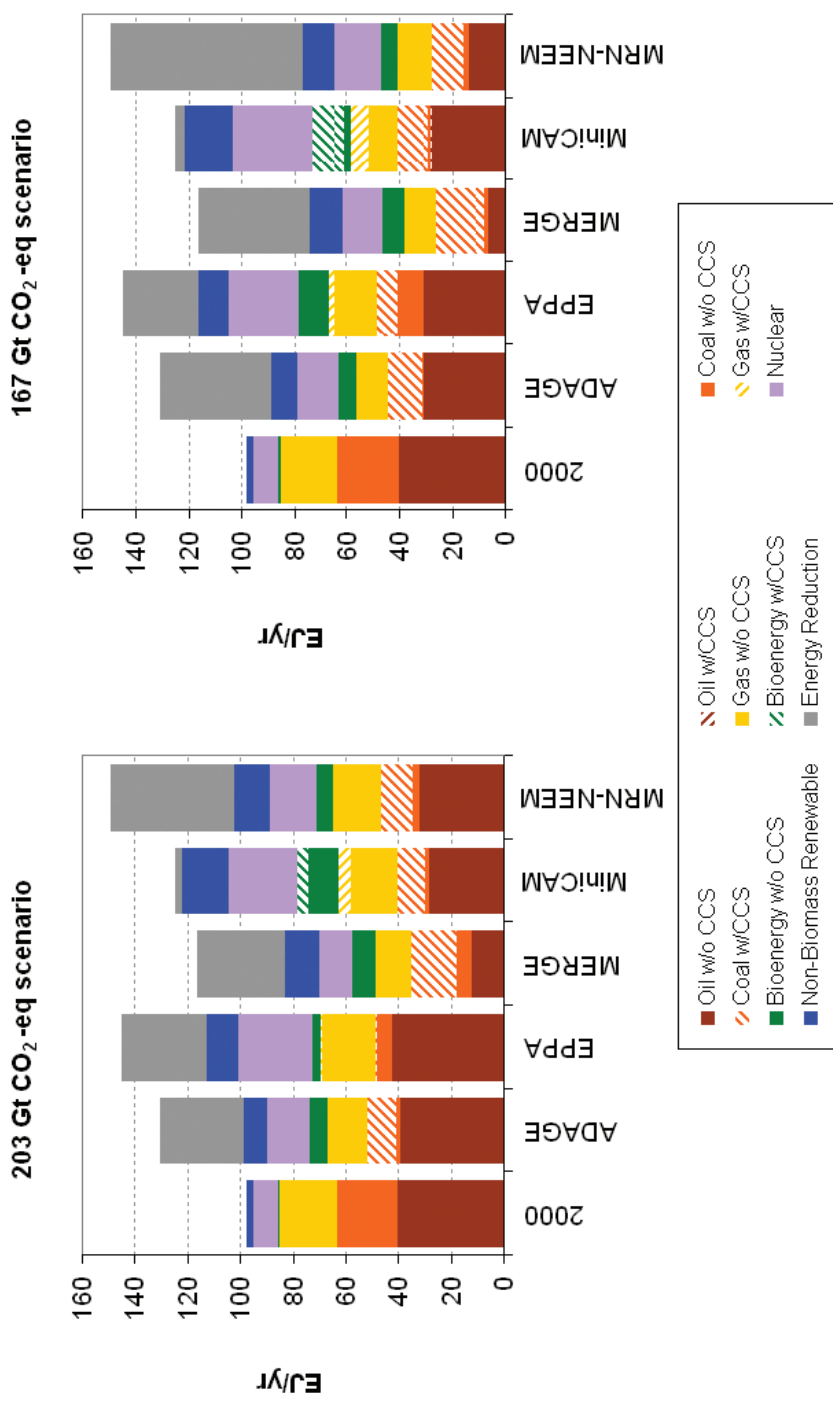 203 Gt CO₂ -eq scenario
EJ/yr
160
140
120
100
80
60
40
20
0
2000
ADAGE
EPPA
MERGE
MiniCAM
MRN-NEEM
167 Gt CO₂ -eq scenario
EJ/yr
160
140
120
100
80
60
40
20
0
2000
ADAGE
EPPA
MERGE
MiniCAM
MRN-NEEM
Oil w/o CCS
Oil w/CCS
Coal w/o CCS
Coal w/CCS
Gas w/o CCS
Gas w/CCS
Bioenergy w/o CCS
Bioenergy w/CCS
Nuclear
Non-Biomass Renewable
Energy Reduction